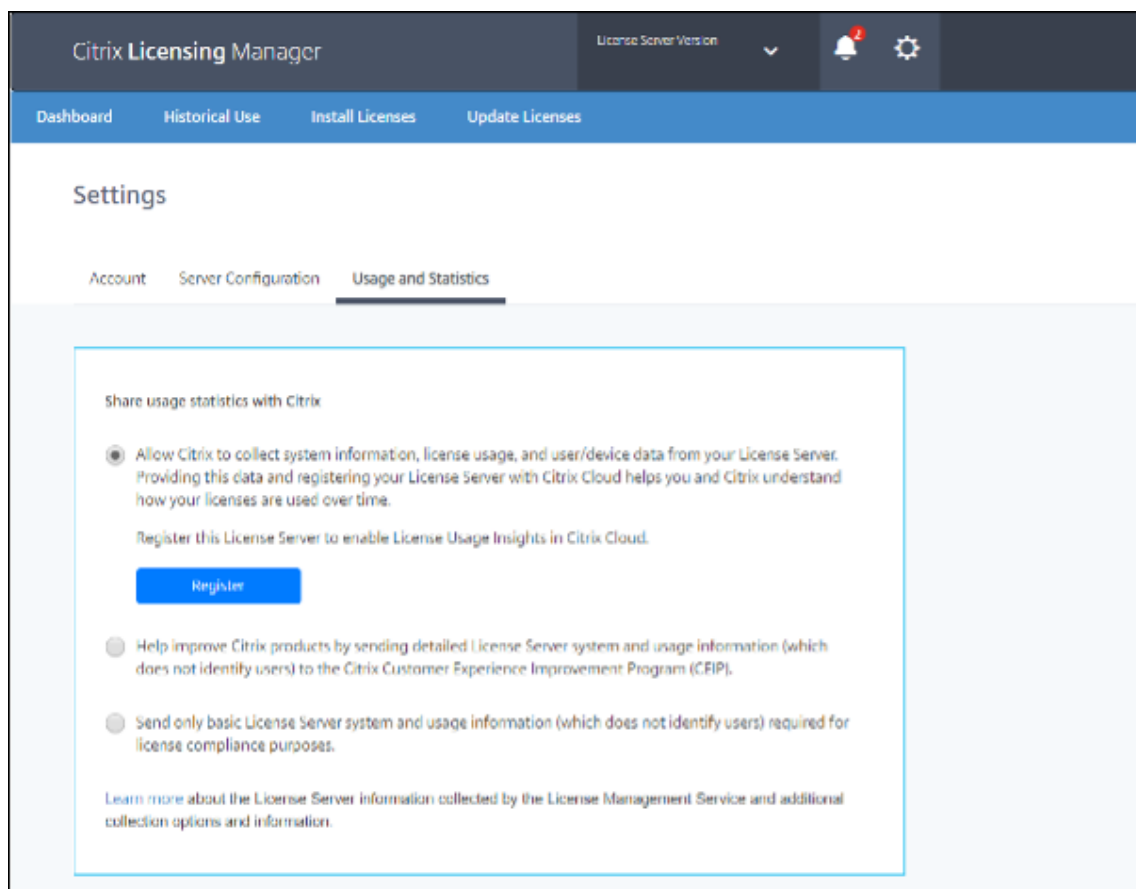 Citrix Licensing Manager
License Server Version
2
Dashboard Historical Use Install Licenses Update Licenses
Settings
Account Server Configuration Usage and Statistics
Share usage statistics with Citrix
Allow Citrix to collect system information, license usage, and user/device data from your License Server.
Providing this data and registering your License Server with Citrix Cloud helps you and Citrix understand
how your licenses are used over time.
Register this License Server to enable License Usage Insights in Citrix Cloud.
Register
Help improve Citrix products by sending detailed License Server system and usage information (which
does not identify users) to the Citrix Customer Experience Improvement Program (CEIP).
Send only basic License Server system and usage information (which does not identify users) required for
license compliance purposes.
Learn more about the License Server information collected by the License Management Service and additional
collection options and information.